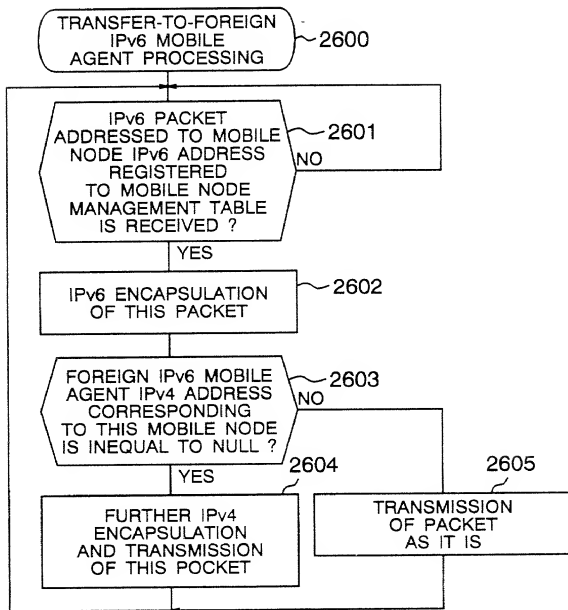 TRANSFER-TO-FOREIGN
IPv6 MOBILE
AGENT PROCESSING
2600
IPv6 PACKET
ADDRESSED TO MOBILE
NODE IPv6 ADDRESS
REGISTERED
TO MOBILE NODE
MANAGEMENT TABLE
IS RECEIVED ?
2601
NO
YES
IPv6 ENCAPSULATION
OF THIS PACKET
2602
FOREIGN IPv6 MOBILE
AGENT IPv4 ADDRESS
CORRESPONDING
TO THIS MOBILE NODE
IS INEQUAL TO NULL ?
2603
NO
YES
2604
FURTHER IPv4
ENCAPSULATION
AND TRANSMISSION
OF THIS POCKET
2605
TRANSMISSION
OF PACKET
AS IT IS